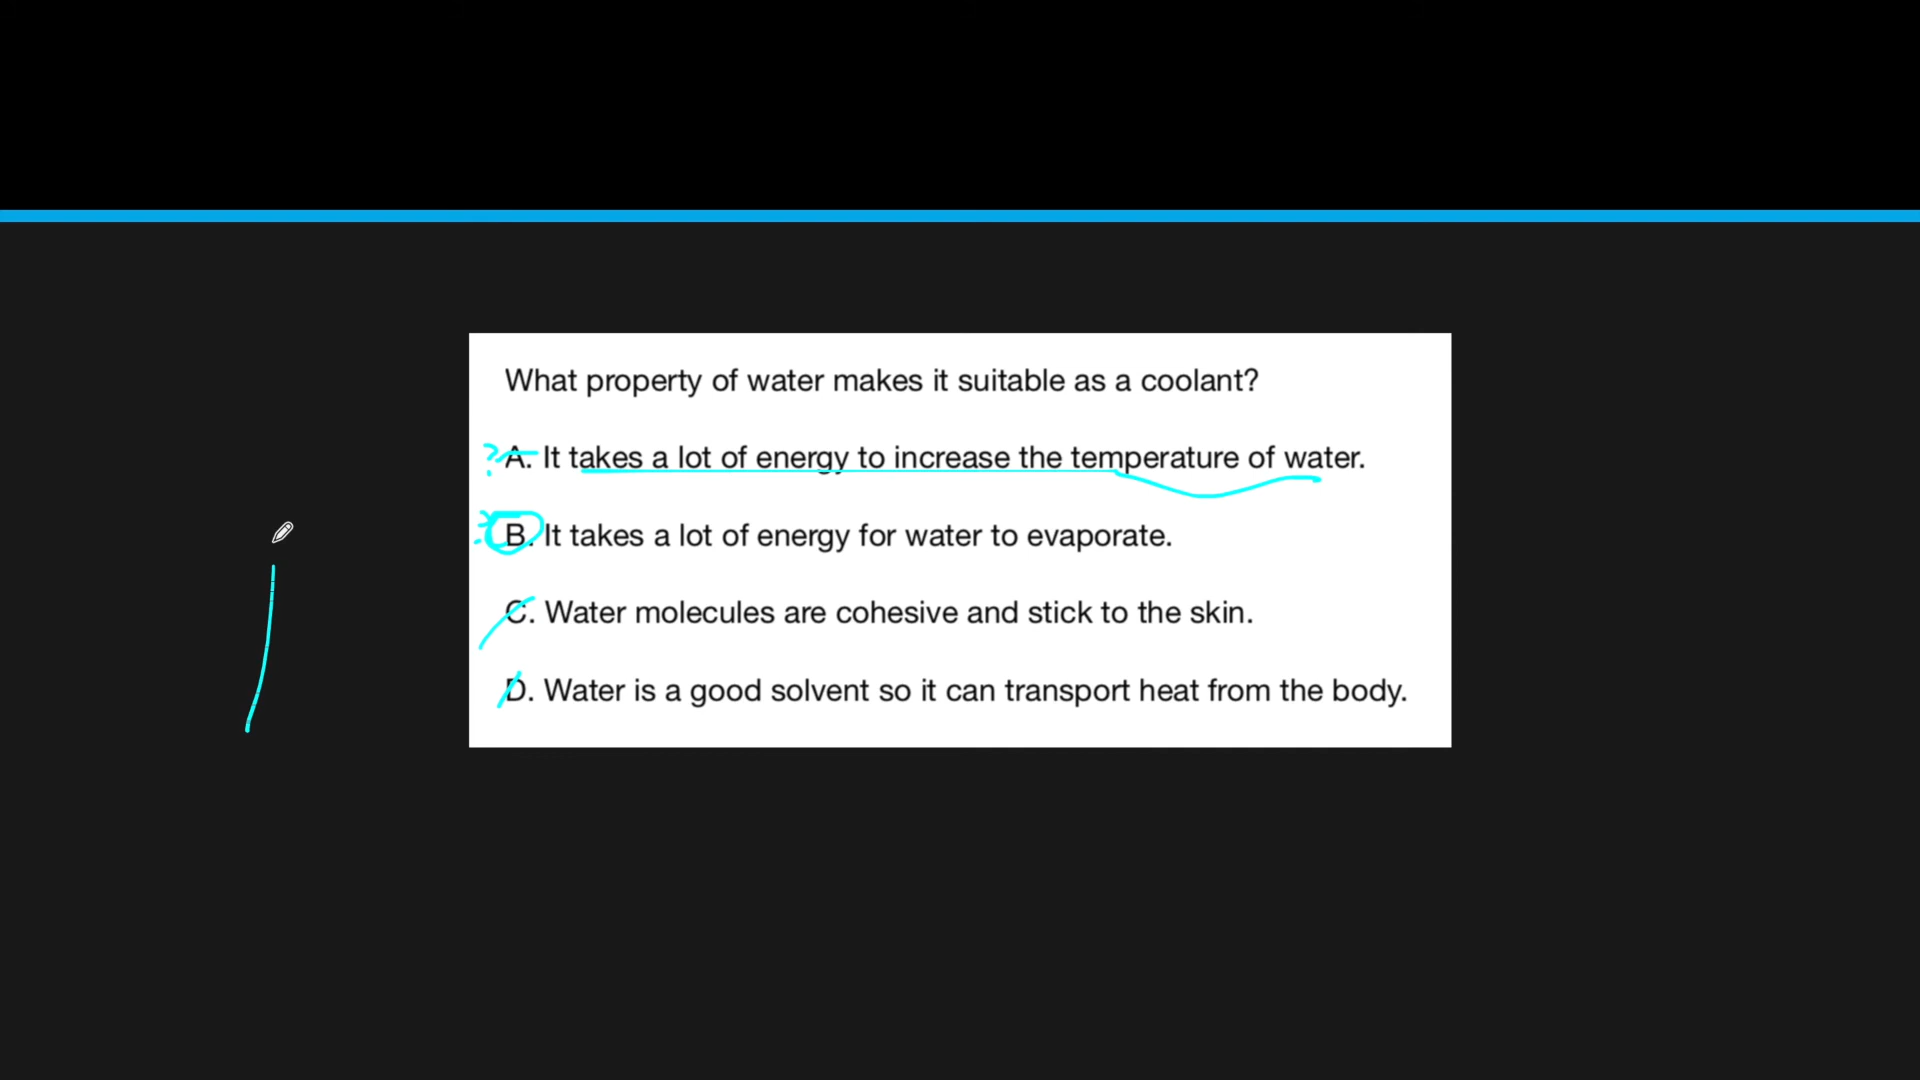 What property of water makes it suitable as a coolant?
? A. It takes a lot of energy to increase the temperature of water.
? B. It takes a lot of energy for water to evaporate.
C. Water molecules are cohesive and stick to the skin.
D. Water is a good solvent so it can transport heat from the body.